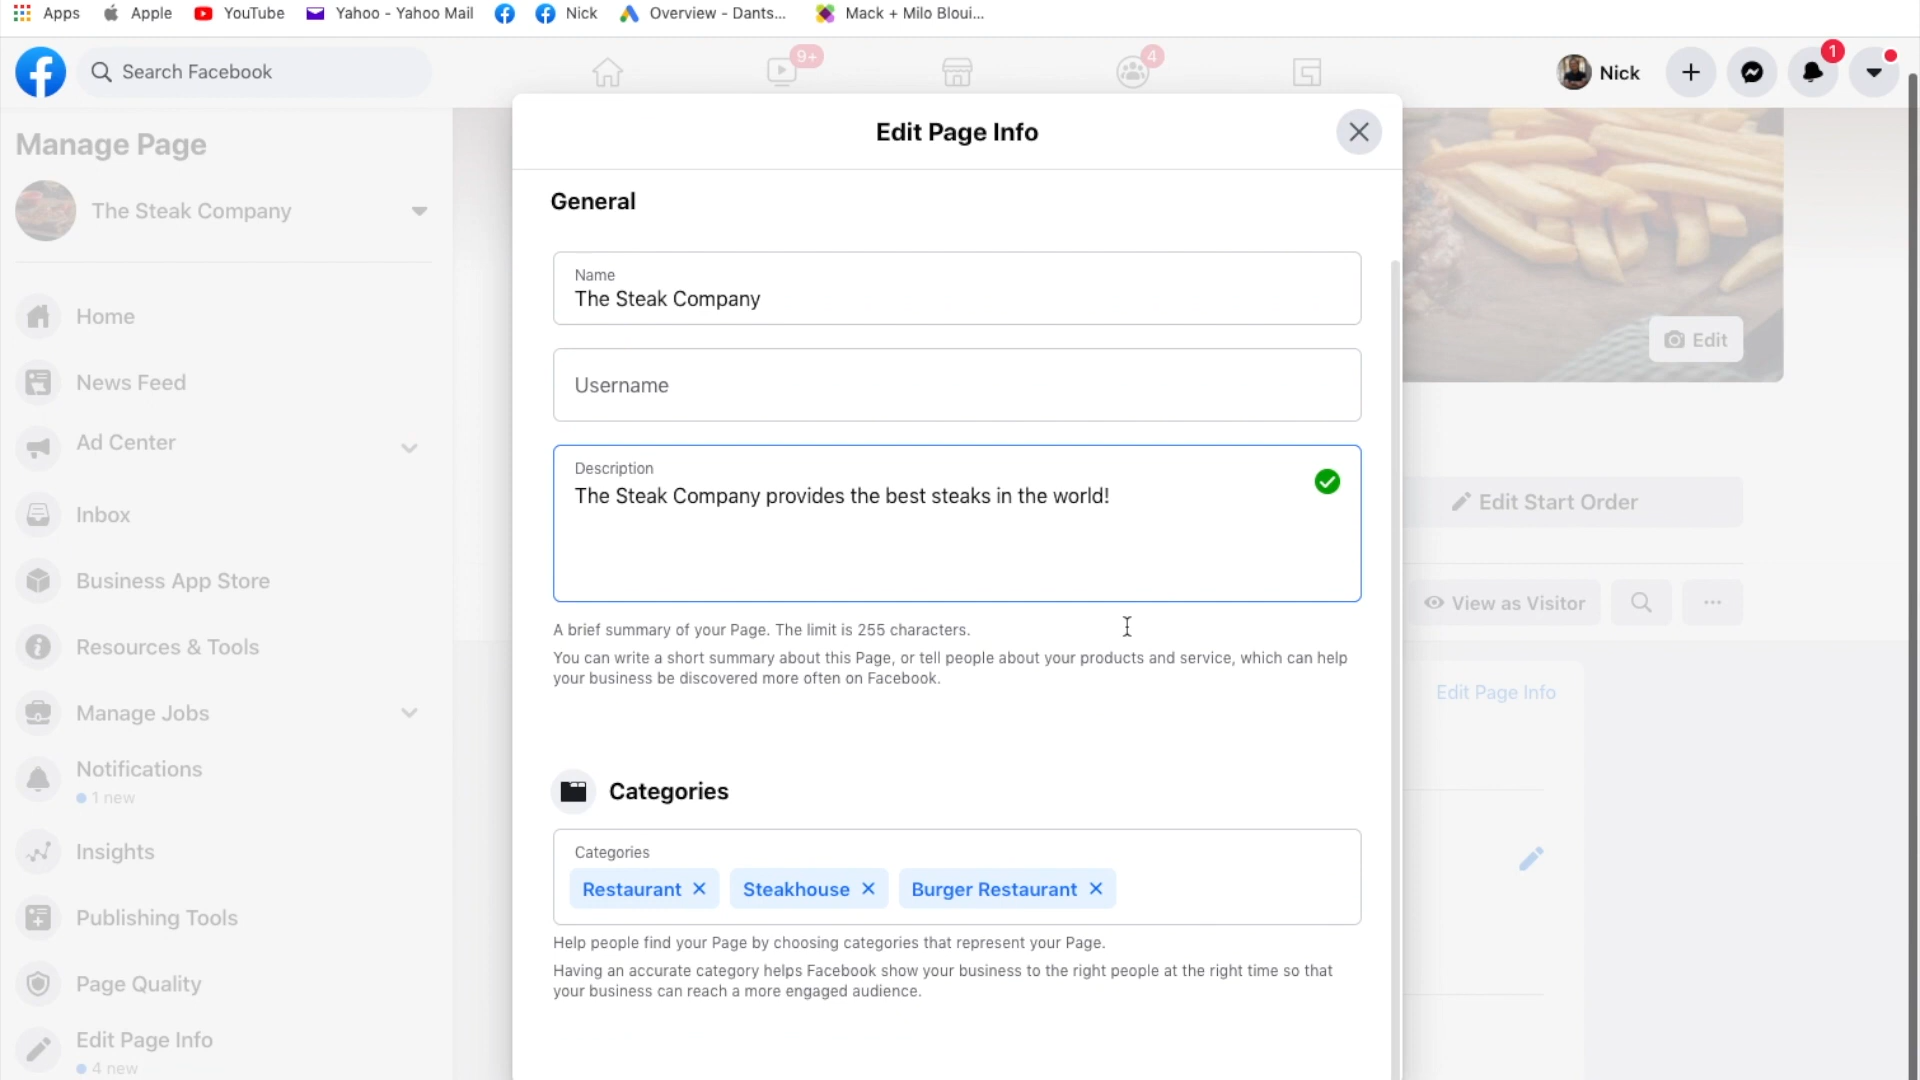 Apps Apple YouTube Yahoo - Yahoo Mail Nick Overview - Dants... Mack + Milo Bloui...
Search Facebook
9+
4
Nick
1
Manage Page
The Steak Company
Home
News Feed
Ad Center
Inbox
Business App Store
Resources & Tools
Manage Jobs
Notifications
1 new
Insights
Publishing Tools
Page Quality
Edit Page Info
4 new
Edit Page Info
General
Name
The Steak Company
Username
Description
The Steak Company provides the best steaks in the world!
A brief summary of your Page. The limit is 255 characters.
You can write a short summary about this Page, or tell people about your products and service, which can help
your business be discovered more often on Facebook.
Categories
Categories
Restaurant Steakhouse Burger Restaurant
Help people find your Page by choosing categories that represent your Page.
Having an accurate category helps Facebook show your business to the right people at the right time so that
your business can reach a more engaged audience.
Edit
Edit Start Order
View as Visitor
Edit Page Info